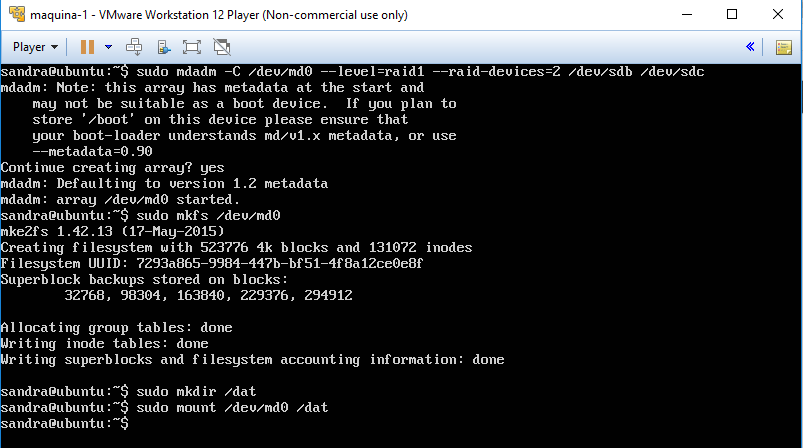 maquina-1 - VMware Workstation 12 Player (Non-commercial use only)
Player
sandra@ubuntu:~$ sudo mdadm -C /dev/md0 --level=raid1 --raid-devices=2 /dev/sdb /dev/sdc
mdadm: Note: this array has metadata at the start and
    may not be suitable as a boot device.  If you plan to
    store '/boot' on this device please ensure that
    your boot-loader understands md/v1.x metadata, or use
    --metadata=0.90
Continue creating array? yes
mdadm: Defaulting to version 1.2 metadata
mdadm: array /dev/md0 started.
sandra@ubuntu:~$ sudo mkfs /dev/md0
mke2fs 1.42.13 (17-May-2015)
Creating filesystem with 523776 4k blocks and 131072 inodes
Filesystem UUID: 7293a865-9984-447b-bf51-4f8a12ce0e8f
Superblock backups stored on blocks:
        32768, 98304, 163840, 229376, 294912
Allocating group tables: done
Writing inode tables: done
Writing superblocks and filesystem accounting information: done
sandra@ubuntu:~$ sudo mkdir /dat
sandra@ubuntu:~$ sudo mount /dev/md0 /dat
sandra@ubuntu:~$